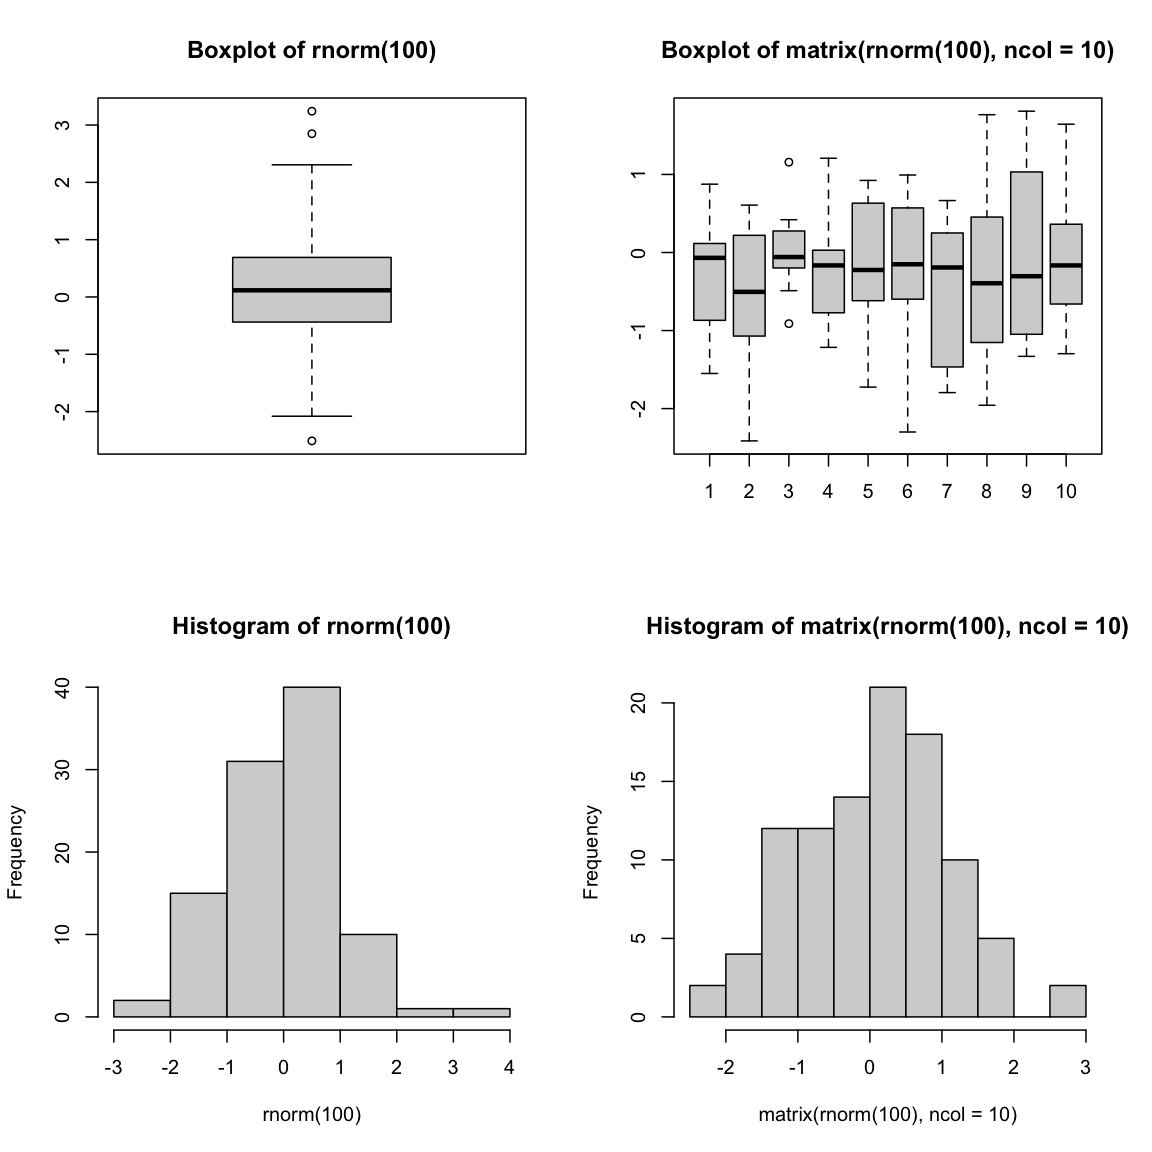 Boxplot of rnorm(100)
3
2
1
0
-1
-2
Boxplot of matrix(rnorm(100), ncol = 10)
1
0
-1
-2
1 2 3 4 5 6 7 8 9 10
Histogram of rnorm(100)
Frequency
40
30
20
10
0
-3 -2 -1 0 1 2 3 4
rnorm(100)
Histogram of matrix(rnorm(100), ncol = 10)
Frequency
20
15
10
5
0
-2 -1 0 1 2 3
matrix(rnorm(100), ncol = 10)